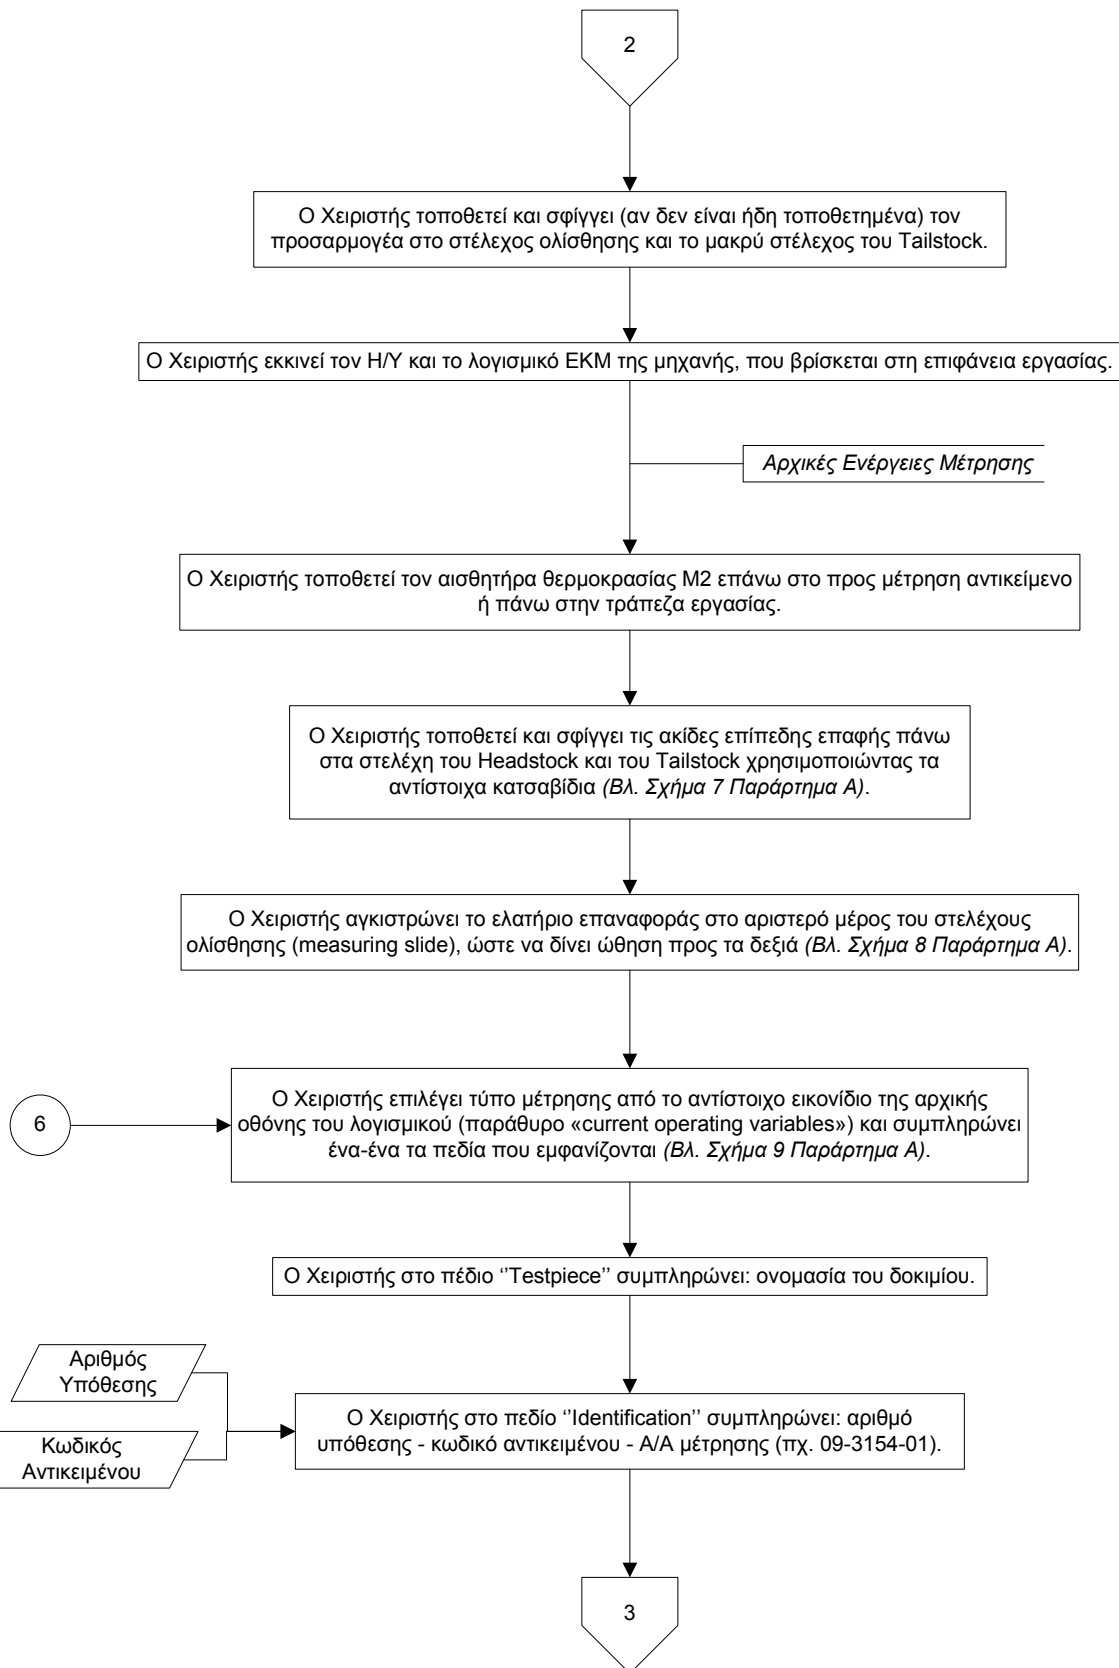 2
Ο Χειριστής τοποθετεί και σφίγγει (αν δεν είναι ήδη τοποθετημένα) τον
προσαρμογέα στο στέλεχος ολίσθησης και το μακρύ στέλεχος του Tailstock.
Ο Χειριστής εκκινεί τον Η/Υ και το λογισμικό ΕΚΜ της μηχανής, που βρίσκεται στη επιφάνεια εργασίας.
Αρχικές Ενέργειες Μέτρησης
Ο Χειριστής τοποθετεί τον αισθητήρα θερμοκρασίας Μ2 επάνω στο προς μέτρηση αντικείμενο
ή πάνω στην τράπεζα εργασίας.
Ο Χειριστής τοποθετεί και σφίγγει τις ακίδες επίπεδης επαφής πάνω
στα στελέχη του Headstock και του Tailstock χρησιμοποιώντας τα
αντίστοιχα κατσαβίδια (Βλ. Σχήμα 7 Παράρτημα Α).
Ο Χειριστής αγκιστρώνει το ελατήριο επαναφοράς στο αριστερό μέρος του στελέχους
ολίσθησης (measuring slide), ώστε να δίνει ώθηση προς τα δεξιά (Βλ. Σχήμα 8 Παράρτημα Α).
6
Ο Χειριστής επιλέγει τύπο μέτρησης από το αντίστοιχο εικονίδιο της αρχικής
οθόνης του λογισμικού (παράθυρο «current operating variables») και συμπληρώνει
ένα-ένα τα πεδία που εμφανίζονται (Βλ. Σχήμα 9 Παράρτημα Α).
Ο Χειριστής στο πέδιο ‘‘Testpiece’’ συμπληρώνει: ονομασία του δοκιμίου.
Αριθμός
Υπόθεσης
Ο Χειριστής στο πεδίο ‘‘Identification’’ συμπληρώνει: αριθμό
υπόθεσης - κωδικό αντικειμένου - Α/Α μέτρησης (πχ. 09-3154-01).
Κωδικός
Αντικειμένου
3